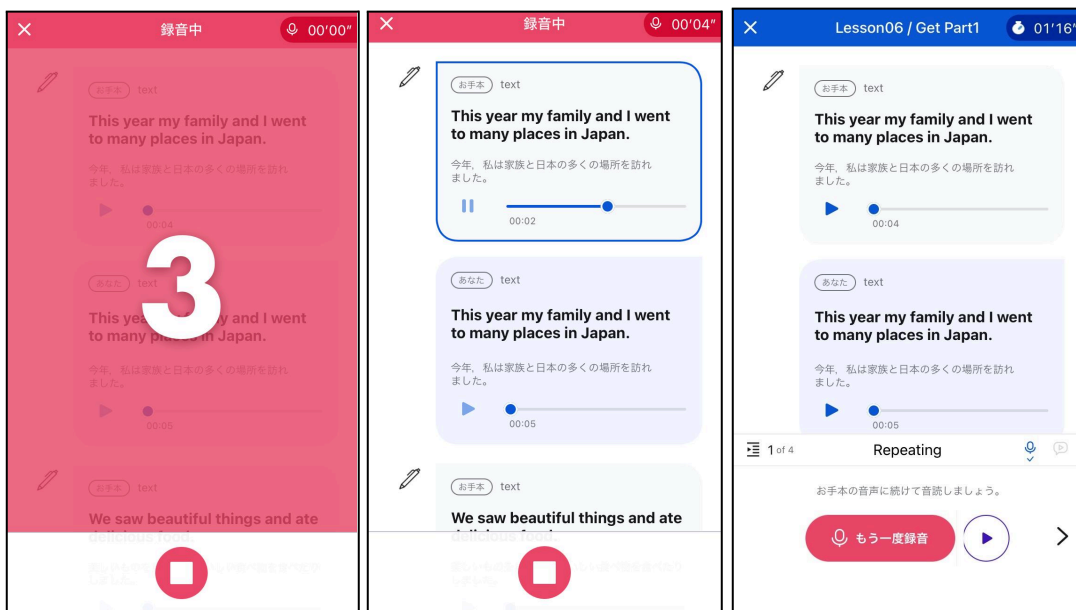 録音中
00'00"
お手本 text
This year my family and I went
to many places in Japan.
今年, 私は家族と日本の多くの場所を訪れ
ました。
00:04
3
あなた text
This year my family and I went
to many places in Japan.
今年, 私は家族と日本の多くの場所を訪れ
ました。
00:05
お手本 text
We saw beautiful things and ate
delicious food.
録音中
00'04"
お手本 text
This year my family and I went
to many places in Japan.
今年, 私は家族と日本の多くの場所を訪れ
ました。
00:02
あなた text
This year my family and I went
to many places in Japan.
今年, 私は家族と日本の多くの場所を訪れ
ました。
00:05
お手本 text
We saw beautiful things and ate
delicious food.
Lesson06 / Get Part1
01'16"
お手本 text
This year my family and I went
to many places in Japan.
今年, 私は家族と日本の多くの場所を訪れ
ました。
00:04
あなた text
This year my family and I went
to many places in Japan.
今年, 私は家族と日本の多くの場所を訪れ
ました。
00:05
1 of 4
Repeating
お手本の音声に続けて音読しましょう。
もう一度録音